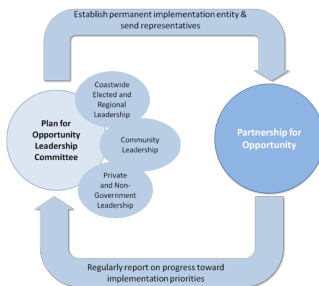 Establish permanent implementation entity &
send representatives
Plan for
Opportunity
Leadership
Committee
Coastwide
Elected and
Regional
Leadership
Community
Leadership
Private
and Non-
Government
Leadership
Partnership for
Opportunity
Regularly report on progress toward
implementation priorities